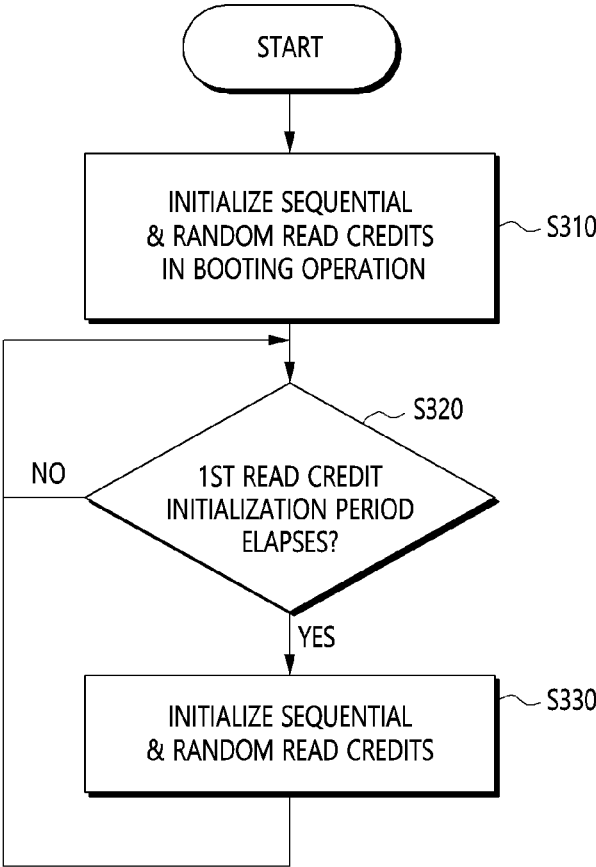 START
INITIALIZE SEQUENTIAL
& RANDOM READ CREDITS
IN BOOTING OPERATION
S310
S320
1ST READ CREDIT
INITIALIZATION PERIOD
ELAPSES?
NO
YES
INITIALIZE SEQUENTIAL
& RANDOM READ CREDITS
S330